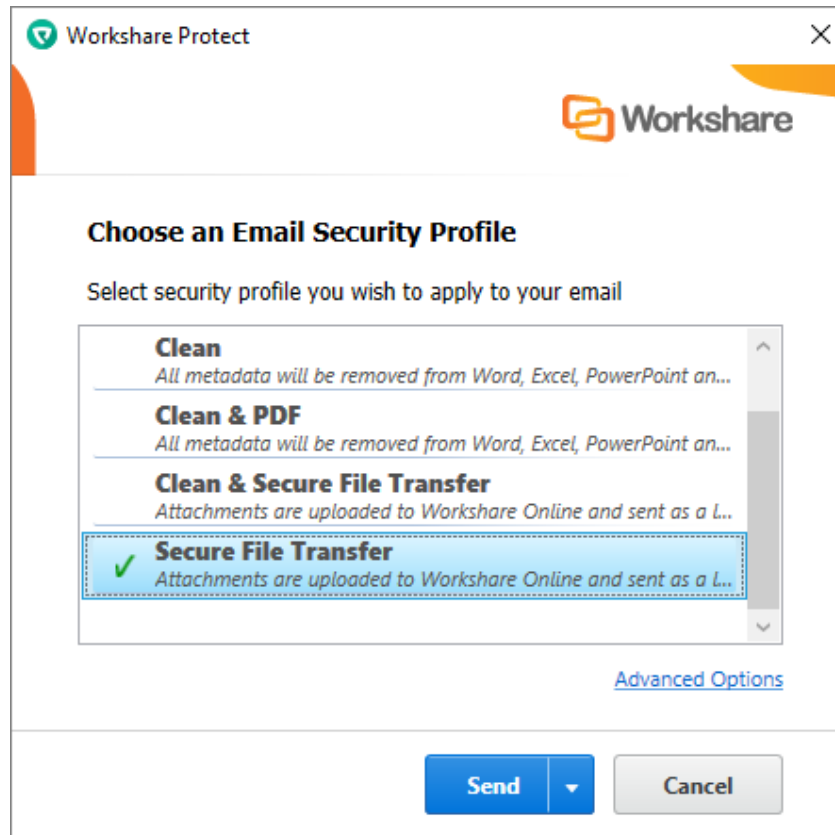 Workshare Protect
Workshare
Choose an Email Security Profile
Select security profile you wish to apply to your email
Clean
All metadata will be removed from Word, Excel, PowerPoint an...
Clean & PDF
All metadata will be removed from Word, Excel, PowerPoint an...
Clean & Secure File Transfer
Attachments are uploaded to Workshare Online and sent as a l...
Secure File Transfer
Attachments are uploaded to Workshare Online and sent as a l...
Advanced Options
Send
Cancel